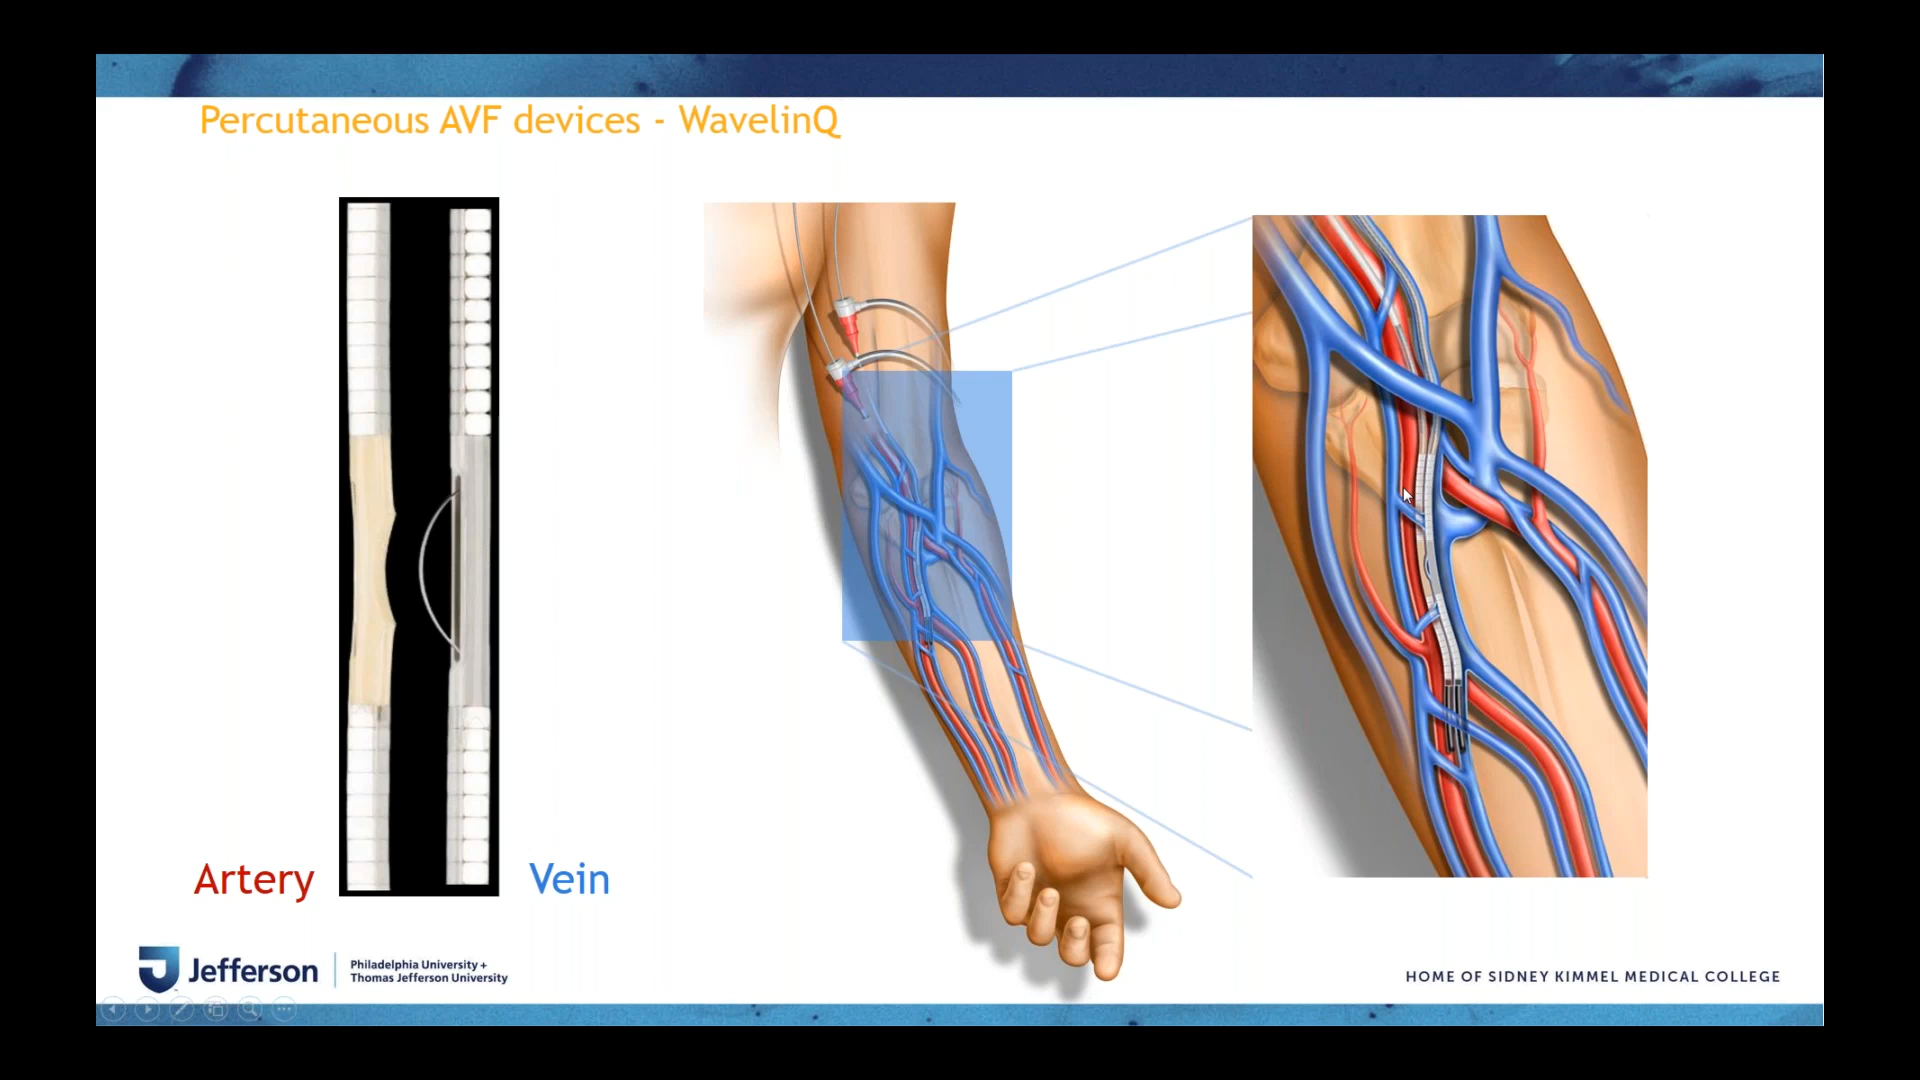 Percutaneous AVF devices - WavelinQ
Artery
Vein
Jefferson
Philadelphia University +
Thomas Jefferson University
HOME OF SIDNEY KIMMEL MEDICAL COLLEGE